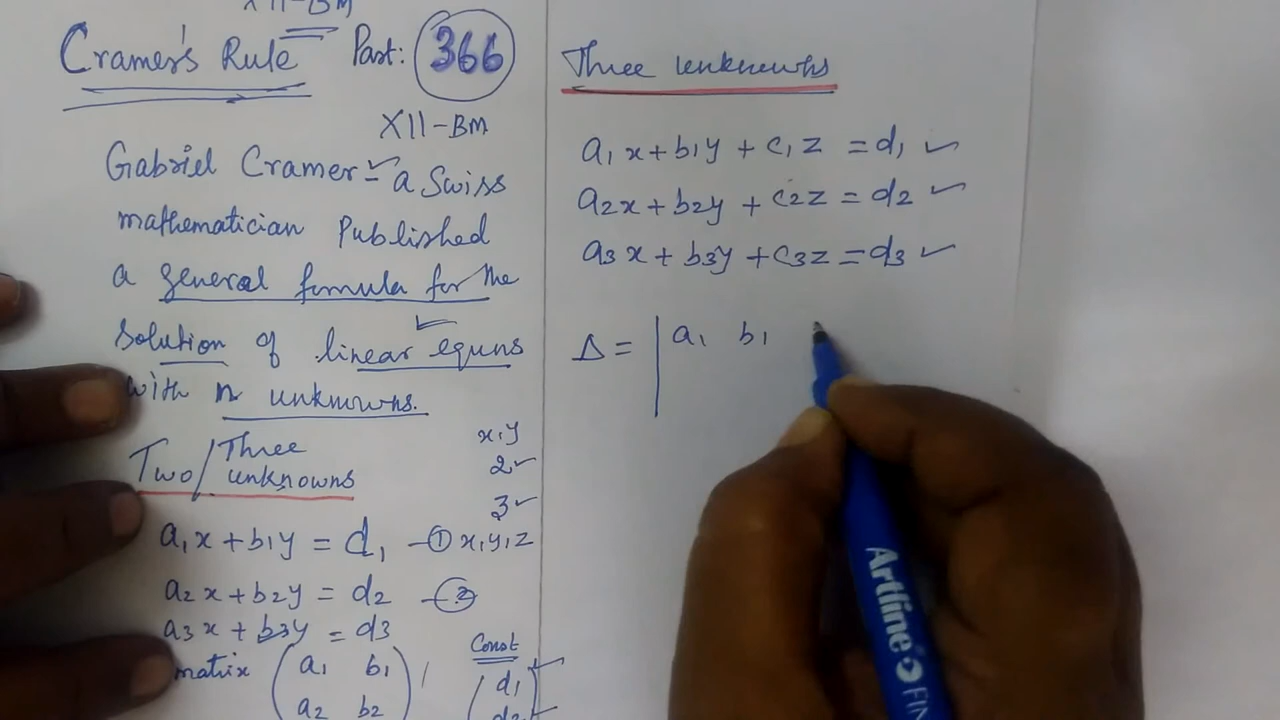 XII-BM
Cramer's Rule Part: 366
XII-BM
Gabriel Cramer - a Swiss
mathematician Published
a general formula for the
solution of linear equns
with n unknowns.
x,y
Two/Three
unknowns
2
3
a1x + b1y = d1 - ① x,y,z
a2x + b2y = d2 - ②
a3x + b3y = d3
Const
matrix ( a1 b1 ) ( d1
a2 b2 d2
Three unknowns
a1x + b1y + c1z = d1
a2x + b2y + c2z = d2
a3x + b3y + c3z = d3
Δ = | a1 b1
Artline FIN